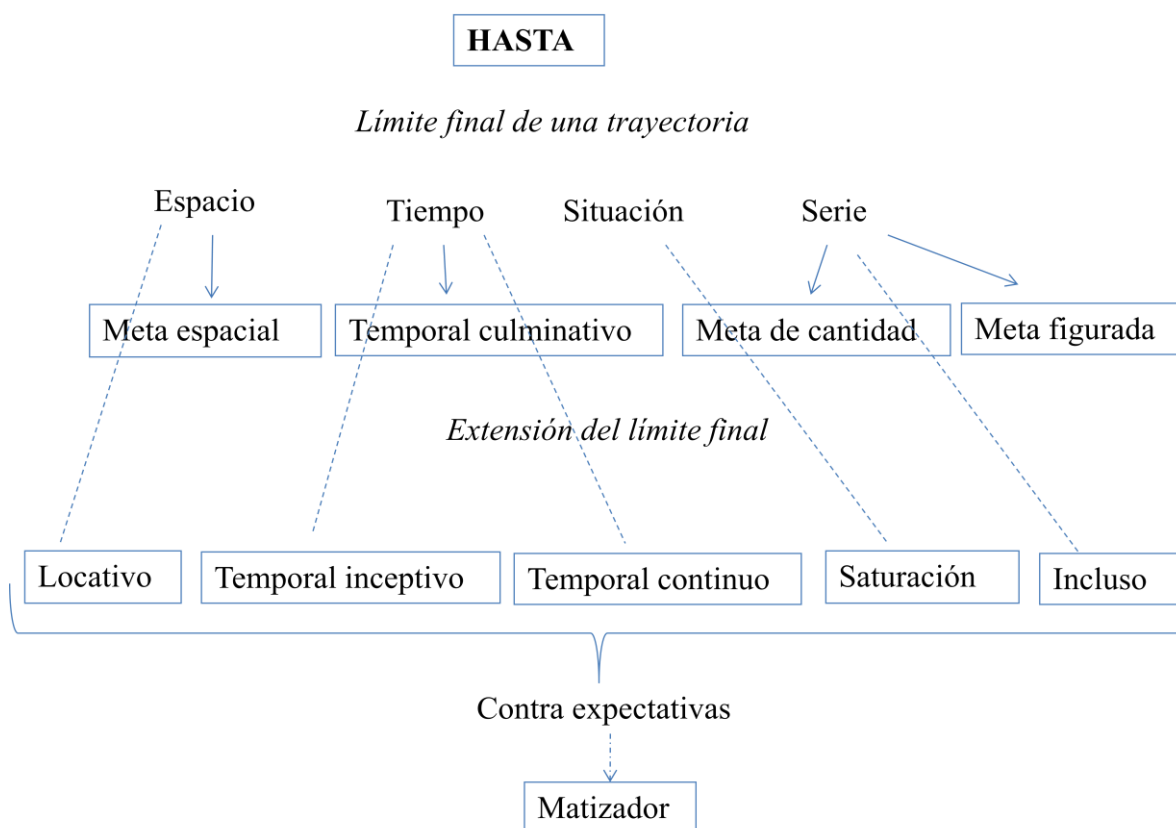 HASTA
Límite final de una trayectoria
Espacio
Tiempo
Situación
Serie
Meta espacial
Temporal culminativo
Meta de cantidad
Meta figurada
Extensión del límite final
Locativo
Temporal inceptivo
Temporal continuo
Saturación
Incluso
Contra expectativas
Matizador